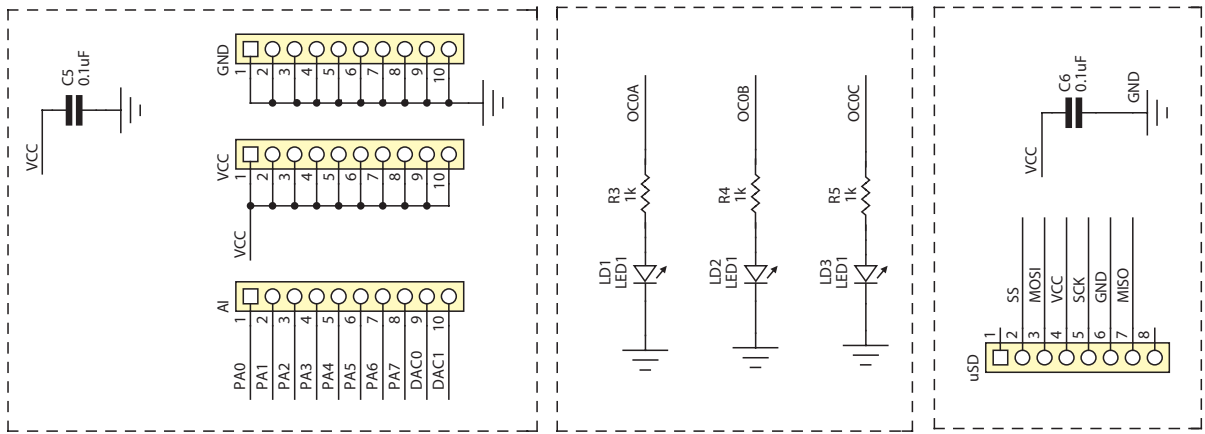 C5
0.1uF
VCC
GND
1
2
3
4
5
6
7
8
9
10
VCC
1
2
3
4
5
6
7
8
9
10
VCC
AI
1
2
3
4
5
6
7
8
9
10
PA0
PA1
PA2
PA3
PA4
PA5
PA6
PA7
DAC0
DAC1
OC0A
R3
1k
LD1
LED1
OC0B
R4
1k
LD2
LED1
OC0C
R5
1k
LD3
LED1
C6
0.1uF
GND
VCC
SS
MOSI
VCC
SCK
GND
MISO
1
2
3
4
5
6
7
8
uSD